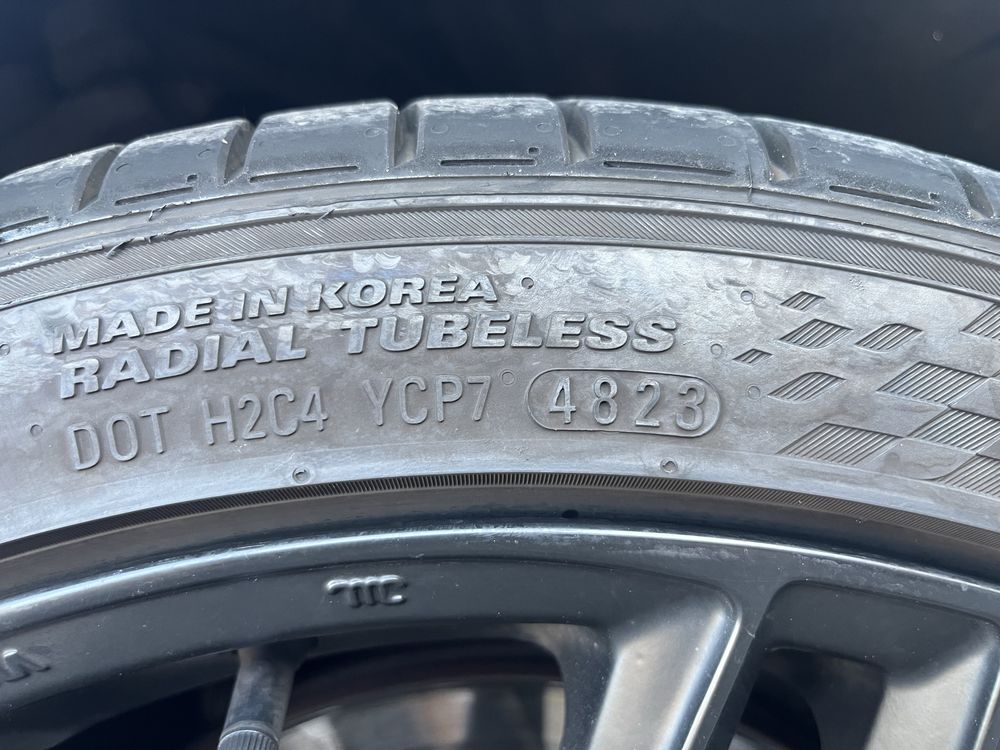 MADE IN KOREA
RADIAL TUBELESS
DOT H2C4 YCP7 4823